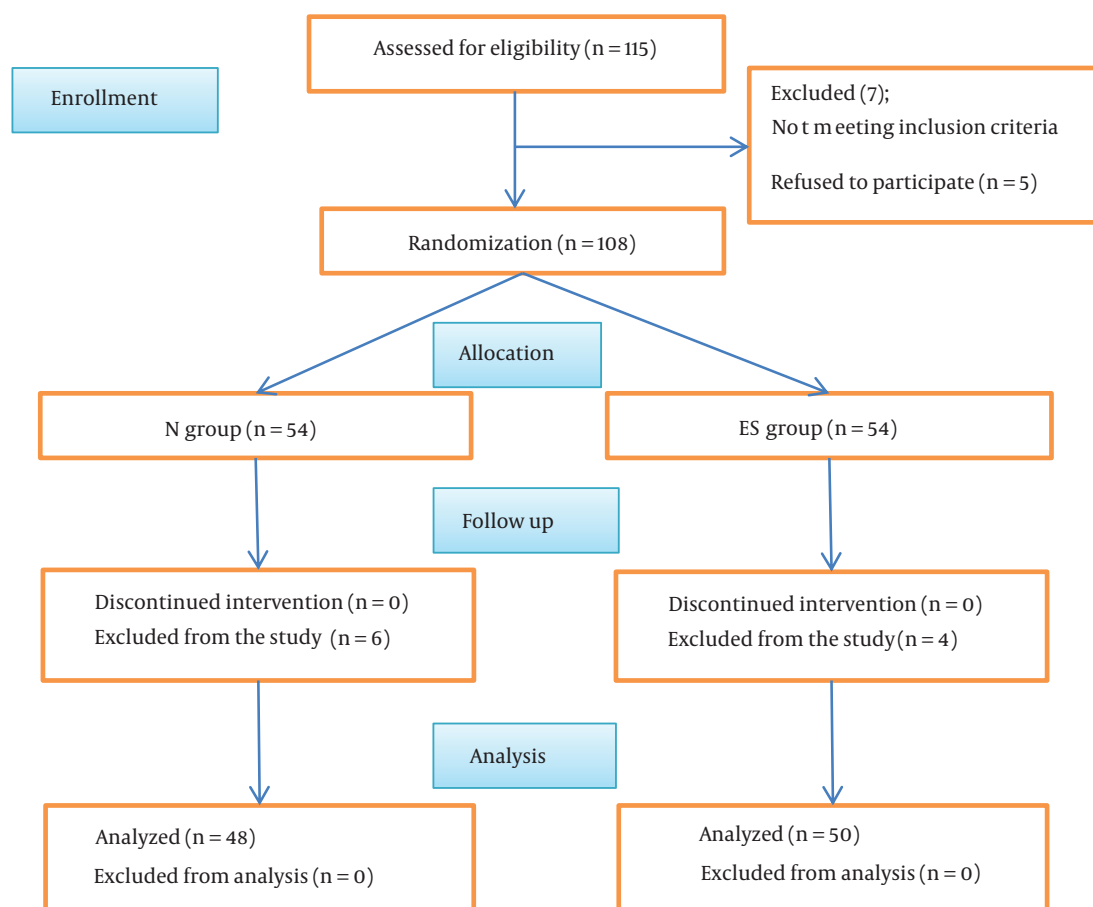 Assessed for eligibility (n = 115)
Enrollment
Excluded (7);
Not meeting inclusion criteria
Refused to participate (n = 5)
Randomization (n = 108)
Allocation
N group (n = 54)
ES group (n = 54)
Follow up
Discontinued intervention (n = 0)
Excluded from the study (n = 6)
Discontinued intervention (n = 0)
Excluded from the study (n = 4)
Analysis
Analyzed (n = 48)
Excluded from analysis (n = 0)
Analyzed (n = 50)
Excluded from analysis (n = 0)